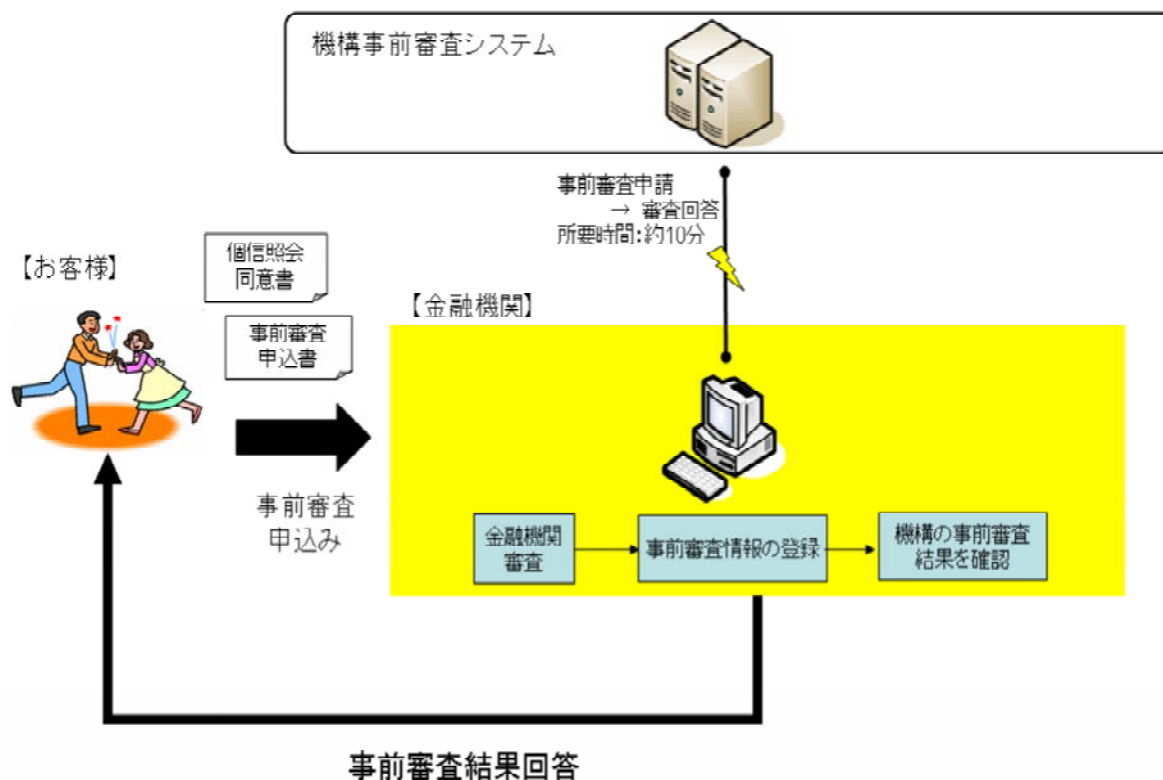 機構事前審査システム
事前審査申請
→ 審査回答
所要時間:約10分
【お客様】
個信照会
同意書
事前審査
申込書
【金融機関】
事前審査
申込み
金融機関
審査
事前審査情報の登録
機構の事前審査
結果を確認
事前審査結果回答